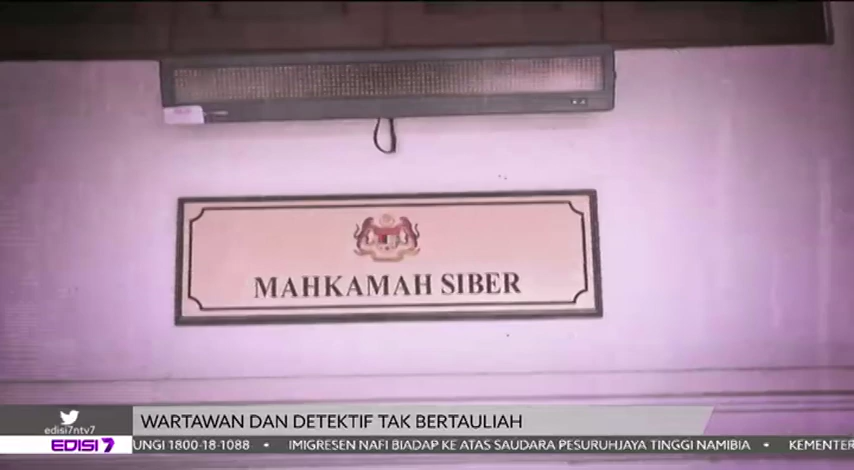 MAHKAMAH SIBER
WARTAWAN DAN DETEKTIF TAK BERTAULIAH
edisi7ntv7
EDISI 7
UNGI 1800-18-1088 • IMIGRESEN NAFI BIADAP KE ATAS SAUDARA PESURUHJAYA TINGGI NAMIBIA • KEMENTER